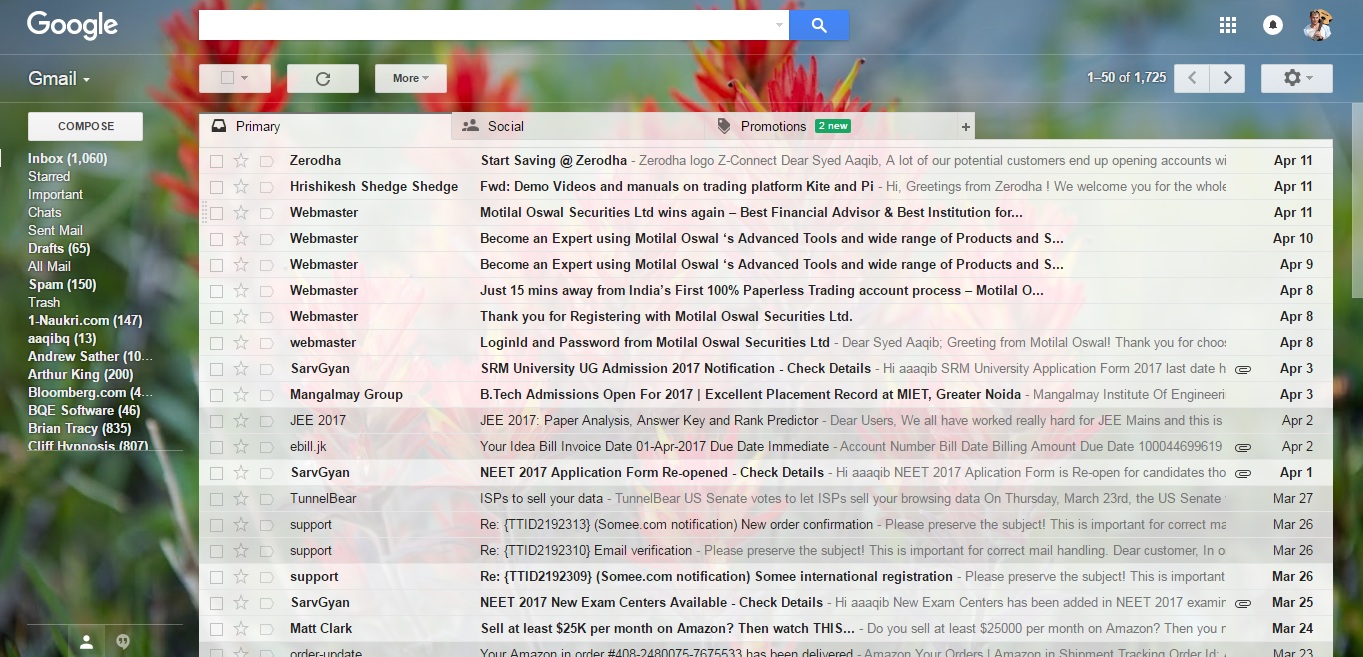 Google
Gmail
More
1–50 of 1,725
COMPOSE
Primary
Social
Promotions 2 new
+
Inbox (1,060)
Starred
Important
Chats
Sent Mail
Drafts (65)
All Mail
Spam (150)
Trash
1-Naukri.com (147)
aaqibq (13)
Andrew Sather (10...
Arthur King (200)
Bloomberg.com (4...
BQE Software (46)
Brian Tracy (835)
Cliff Hypnosis (807)
Zerodha Start Saving @ Zerodha - Zerodha logo Z-Connect Dear Syed Aaqib, A lot of our potential customers end up opening accounts wi Apr 11
Hrishikesh Shedge Shedge Fwd: Demo Videos and manuals on trading platform Kite and Pi - Hi, Greetings from Zerodha ! We welcome you for the whole Apr 11
Webmaster Motilal Oswal Securities Ltd wins again – Best Financial Advisor & Best Institution for... Apr 11
Webmaster Become an Expert using Motilal Oswal ‘s Advanced Tools and wide range of Products and S... Apr 10
Webmaster Become an Expert using Motilal Oswal ‘s Advanced Tools and wide range of Products and S... Apr 9
Webmaster Just 15 mins away from India’s First 100% Paperless Trading account process – Motilal O... Apr 8
Webmaster Thank you for Registering with Motilal Oswal Securities Ltd. Apr 8
webmaster LoginId and Password from Motilal Oswal Securities Ltd - Dear Syed Aaqib; Greeting from Motilal Oswal! Thank you for choos Apr 8
SarvGyan SRM University UG Admission 2017 Notification - Check Details - Hi aaaqib SRM University Application Form 2017 last date h Apr 3
Mangalmay Group B.Tech Admissions Open For 2017 | Excellent Placement Record at MIET, Greater Noida - Mangalmay Institute Of Engineeri Apr 3
JEE 2017 JEE 2017: Paper Analysis, Answer Key and Rank Predictor - Dear Users, We all have worked really hard for JEE Mains and this is Apr 2
ebill.jk Your Idea Bill Invoice Date 01-Apr-2017 Due Date Immediate - Account Number Bill Date Billing Amount Due Date 100044699619 Apr 2
SarvGyan NEET 2017 Application Form Re-opened - Check Details - Hi aaaqib NEET 2017 Aplication Form is Re-open for candidates tho Apr 1
TunnelBear ISPs to sell your data - TunnelBear US Senate votes to let ISPs sell your browsing data On Thursday, March 23rd, the US Senate Mar 27
support Re: {TTID2192313} (Somee.com notification) New order confirmation - Please preserve the subject! This is important for correct ma Mar 26
support Re: {TTID2192310} Email verification - Please preserve the subject! This is important for correct mail handling. Dear customer, In o Mar 26
support Re: {TTID2192309} (Somee.com notification) Somee international registration - Please preserve the subject! This is important Mar 26
SarvGyan NEET 2017 New Exam Centers Available - Check Details - Hi aaaqib New Exam Centers has been added in NEET 2017 examin Mar 25
Matt Clark Sell at least $25K per month on Amazon? Then watch THIS... - Do you sell at least $25000 per month on Amazon? Then you r Mar 24
order-update Your Amazon.in order #408-2480075-7675533 has been delivered - Amazon Your Orders | Amazon.in Shipment Tracking Order Id: Mar 23